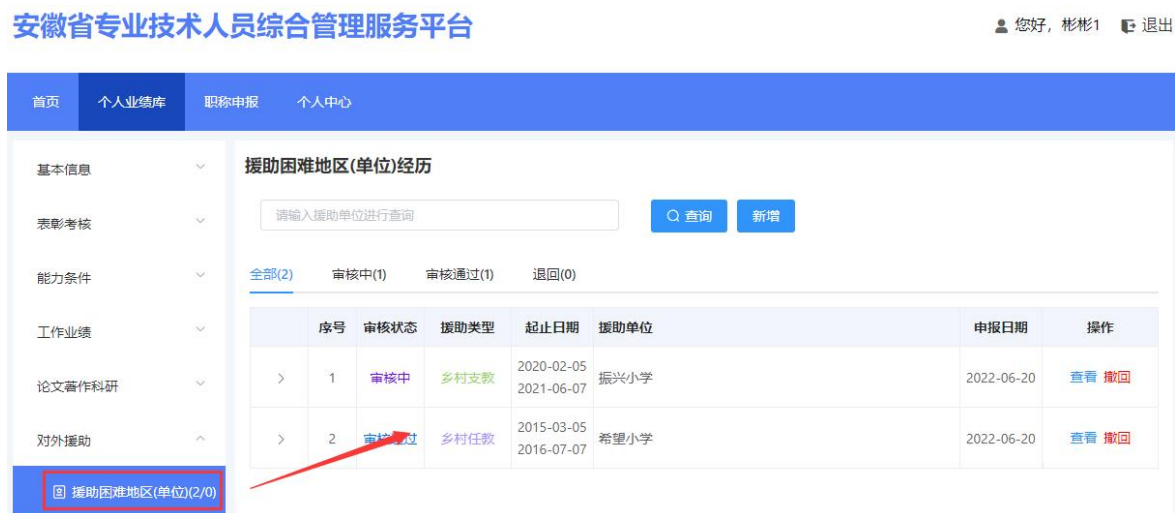 安徽省专业技术人员综合管理服务平台
您好，彬彬1 退出
首页 个人业绩库 职称申报 个人中心
基本信息
表彰考核
能力条件
工作业绩
论文著作科研
对外援助
援助困难地区(单位)(2/0)
援助困难地区(单位)经历
请输入援助单位进行查询 查询 新增
全部(2) 审核中(1) 审核通过(1) 退回(0)
序号 审核状态 援助类型 起止日期 援助单位 申报日期 操作
1 审核中 乡村支教 2020-02-05 振兴小学 2022-06-20 查看 撤回
2021-06-07
2 审核通过 乡村任教 2015-03-05 希望小学 2022-06-20 查看 撤回
2016-07-07